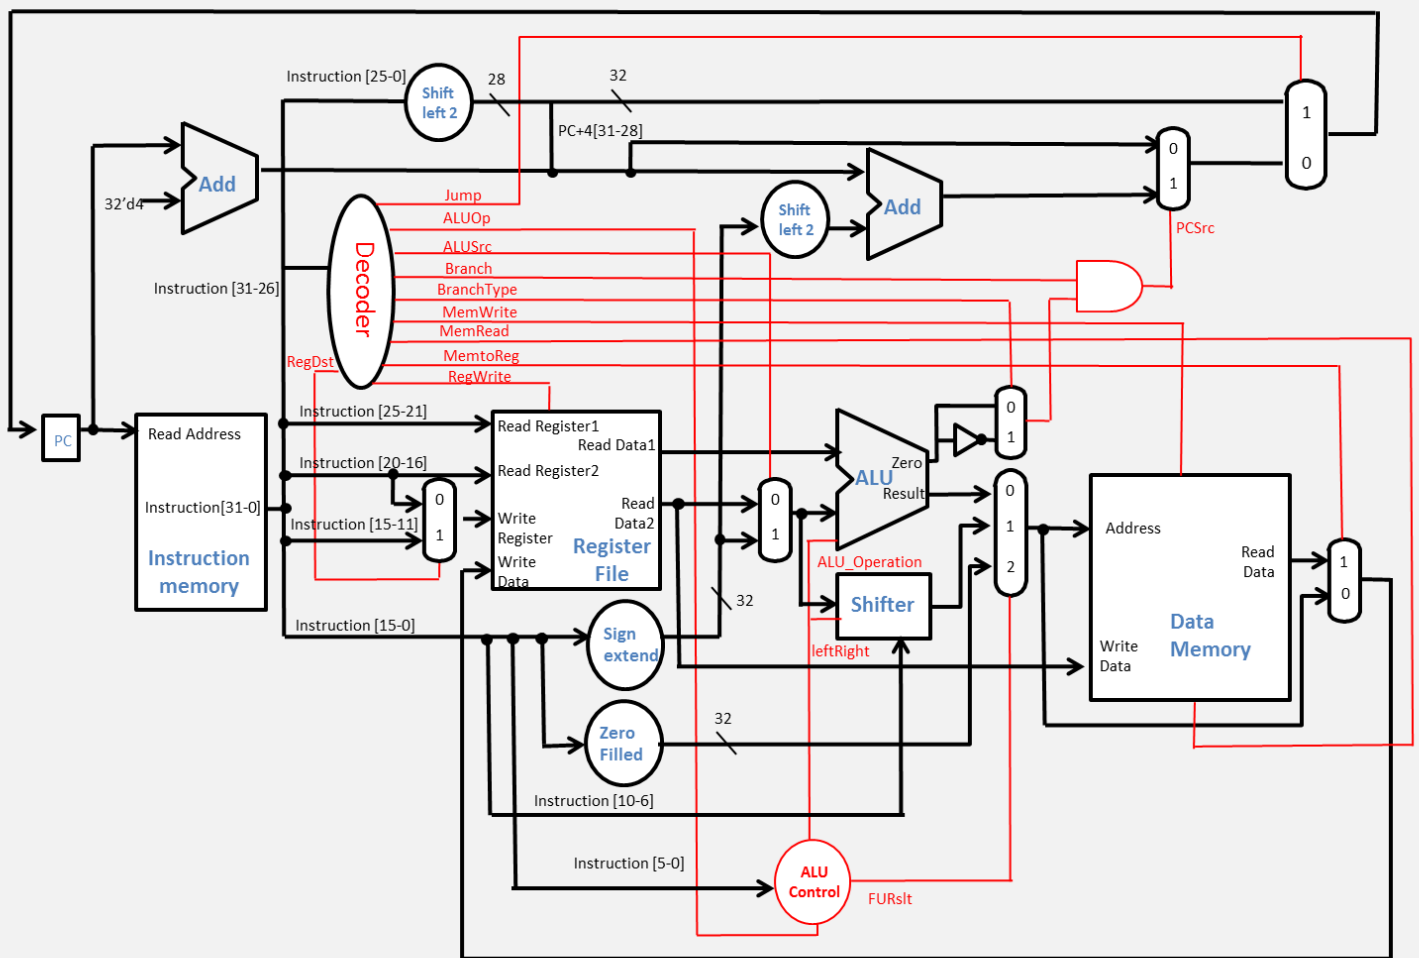 Instruction [25-0]
Shift
left 2
28
32
1
0
PC+4[31-28]
0
1
Add
32'd4
Shift
left 2
Add
PCSrc
Jump
ALUOp
ALUSrc
Branch
BranchType
MemWrite
MemRead
MemtoReg
RegWrite
Decoder
Instruction [31-26]
RegDst
PC
Read Address
Instruction[31-0]
Instruction
memory
Instruction [25-21]
Instruction [20-16]
Instruction [15-11]
0
1
Read Register1
Read Data1
Read Register2
Read
Data2
Write
Register
Register
File
Write
Data
0
1
ALU
Zero
Result
0
1
0
1
2
ALU_Operation
Shifter
leftRight
Address
Read
Data
Data
Memory
Write
Data
1
0
Instruction [15-0]
Sign
extend
32
Zero
Filled
32
Instruction [10-6]
Instruction [5-0]
ALU
Control
FURslt